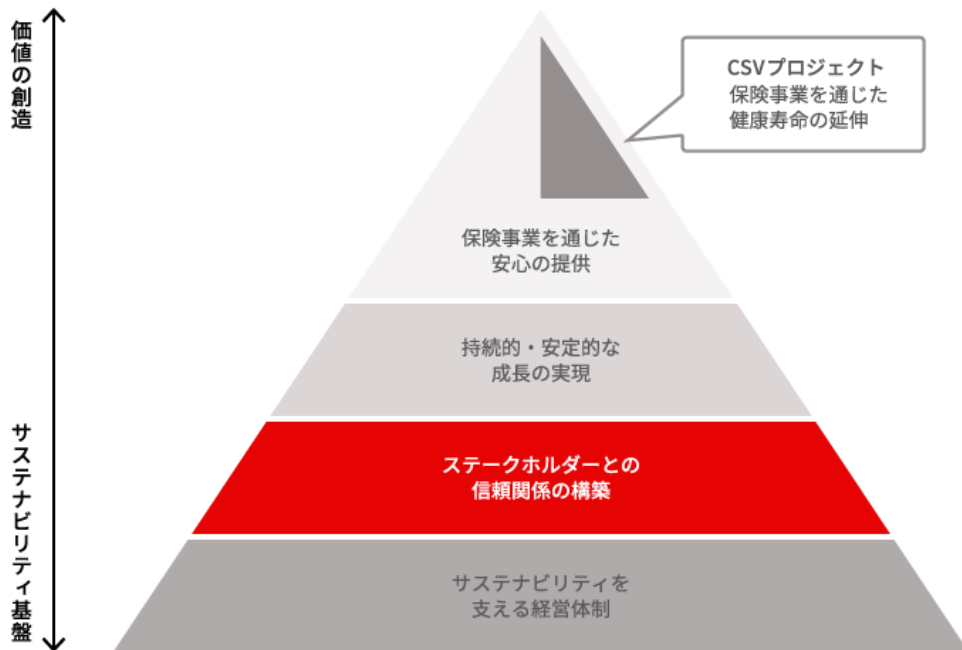 価値の創造
CSVプロジェクト
保険事業を通じた
健康寿命の延伸
保険事業を通じた
安心の提供
持続的・安定的な
成長の実現
ステークホルダーとの
信頼関係の構築
サステナビリティ基盤
サステナビリティを
支える経営体制